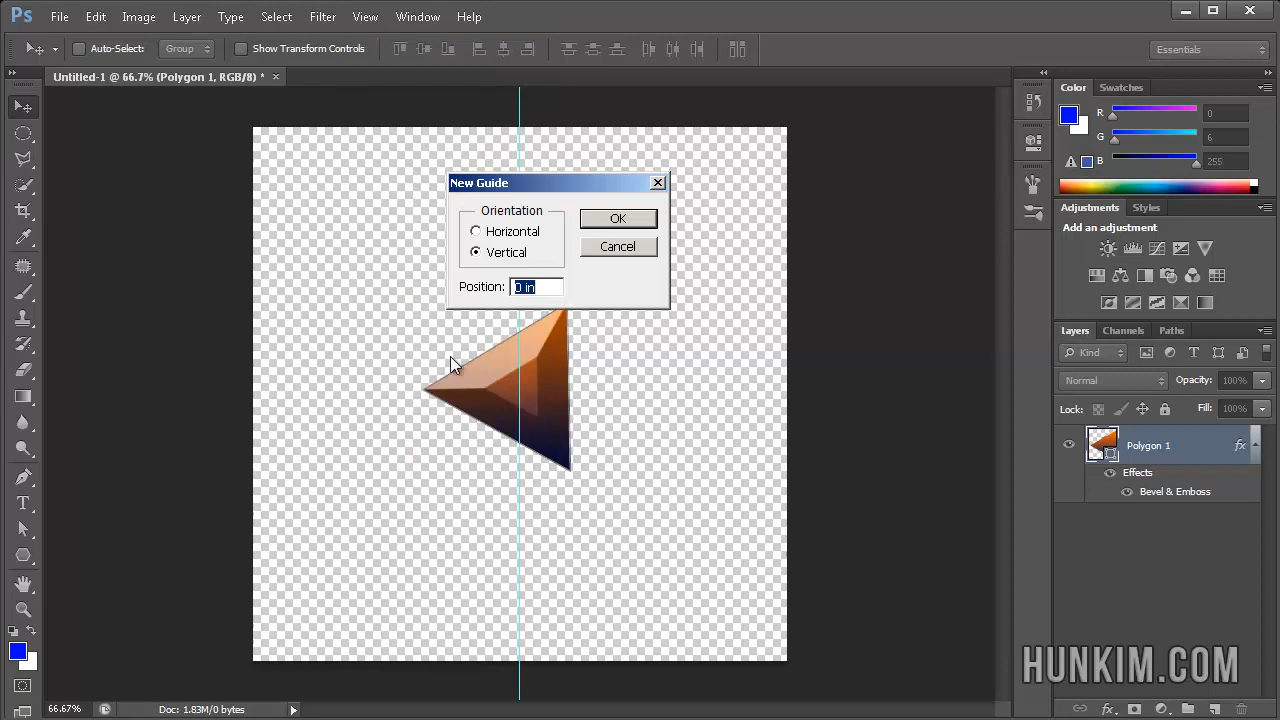 Ps File Edit Image Layer Type Select Filter View Window Help
Auto-Select: Group Show Transform Controls Essentials
Untitled-1 @ 66.7% (Polygon 1, RGB/8) * ×
Color Swatches
R 0
G 6
B 255
New Guide
Orientation
Horizontal
Vertical
OK
Cancel
Position: 0 in
Adjustments Styles
Add an adjustment
Layers Channels Paths
Kind
Normal Opacity: 100%
Lock: Fill: 100%
Polygon 1 fx
Effects
Bevel & Emboss
T
HUNKIM.COM
66.67% Doc: 1.83M/0 bytes
fx